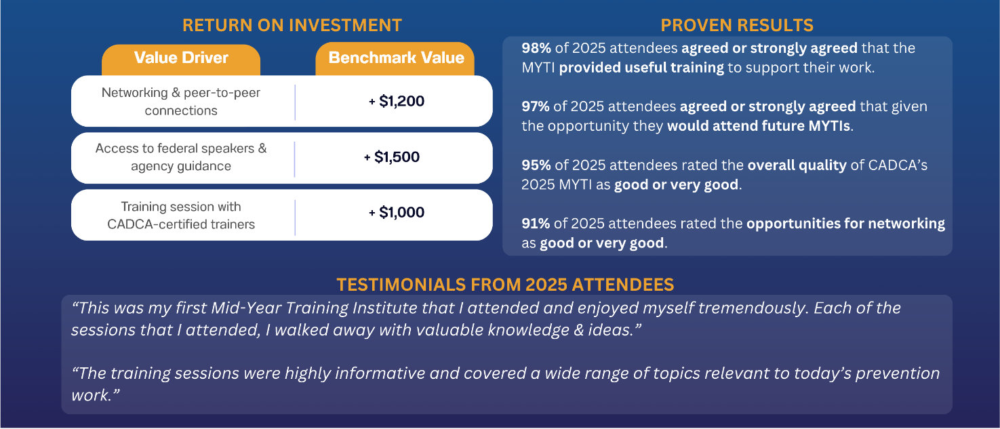 RETURN ON INVESTMENT
Value Driver
Benchmark Value
Networking & peer-to-peer
connections
+ $1,200
Access to federal speakers &
agency guidance
+ $1,500
Training session with
CADCA-certified trainers
+ $1,000
PROVEN RESULTS
98% of 2025 attendees agreed or strongly agreed that the
MYTI provided useful training to support their work.
97% of 2025 attendees agreed or strongly agreed that given
the opportunity they would attend future MYTIs.
95% of 2025 attendees rated the overall quality of CADCA’s
2025 MYTI as good or very good.
91% of 2025 attendees rated the opportunities for networking
as good or very good.
TESTIMONIALS FROM 2025 ATTENDEES
“This was my first Mid-Year Training Institute that I attended and enjoyed myself tremendously. Each of the
sessions that I attended, I walked away with valuable knowledge & ideas.”
“The training sessions were highly informative and covered a wide range of topics relevant to today’s prevention
work.”